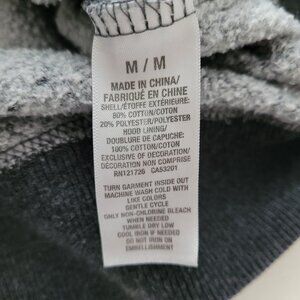 M / M
MADE IN CHINA/
FABRIQUÉ EN CHINE
SHELL/ÉTOFFE EXTÉRIEURE:
80% COTTON/COTON
20% POLYESTER/POLYESTER
HOOD LINING/
DOUBLURE DE CAPUCHE:
100% COTTON/COTON
EXCLUSIVE OF DECORATION/
DÉCORATION NON COMPRISE
RN121726 CA53201
TURN GARMENT INSIDE OUT
MACHINE WASH COLD WITH
LIKE COLORS
GENTLE CYCLE
ONLY NON-CHLORINE BLEACH
WHEN NEEDED
TUMBLE DRY LOW
COOL IRON IF NEEDED
DO NOT IRON ON
EMBELLISHMENT